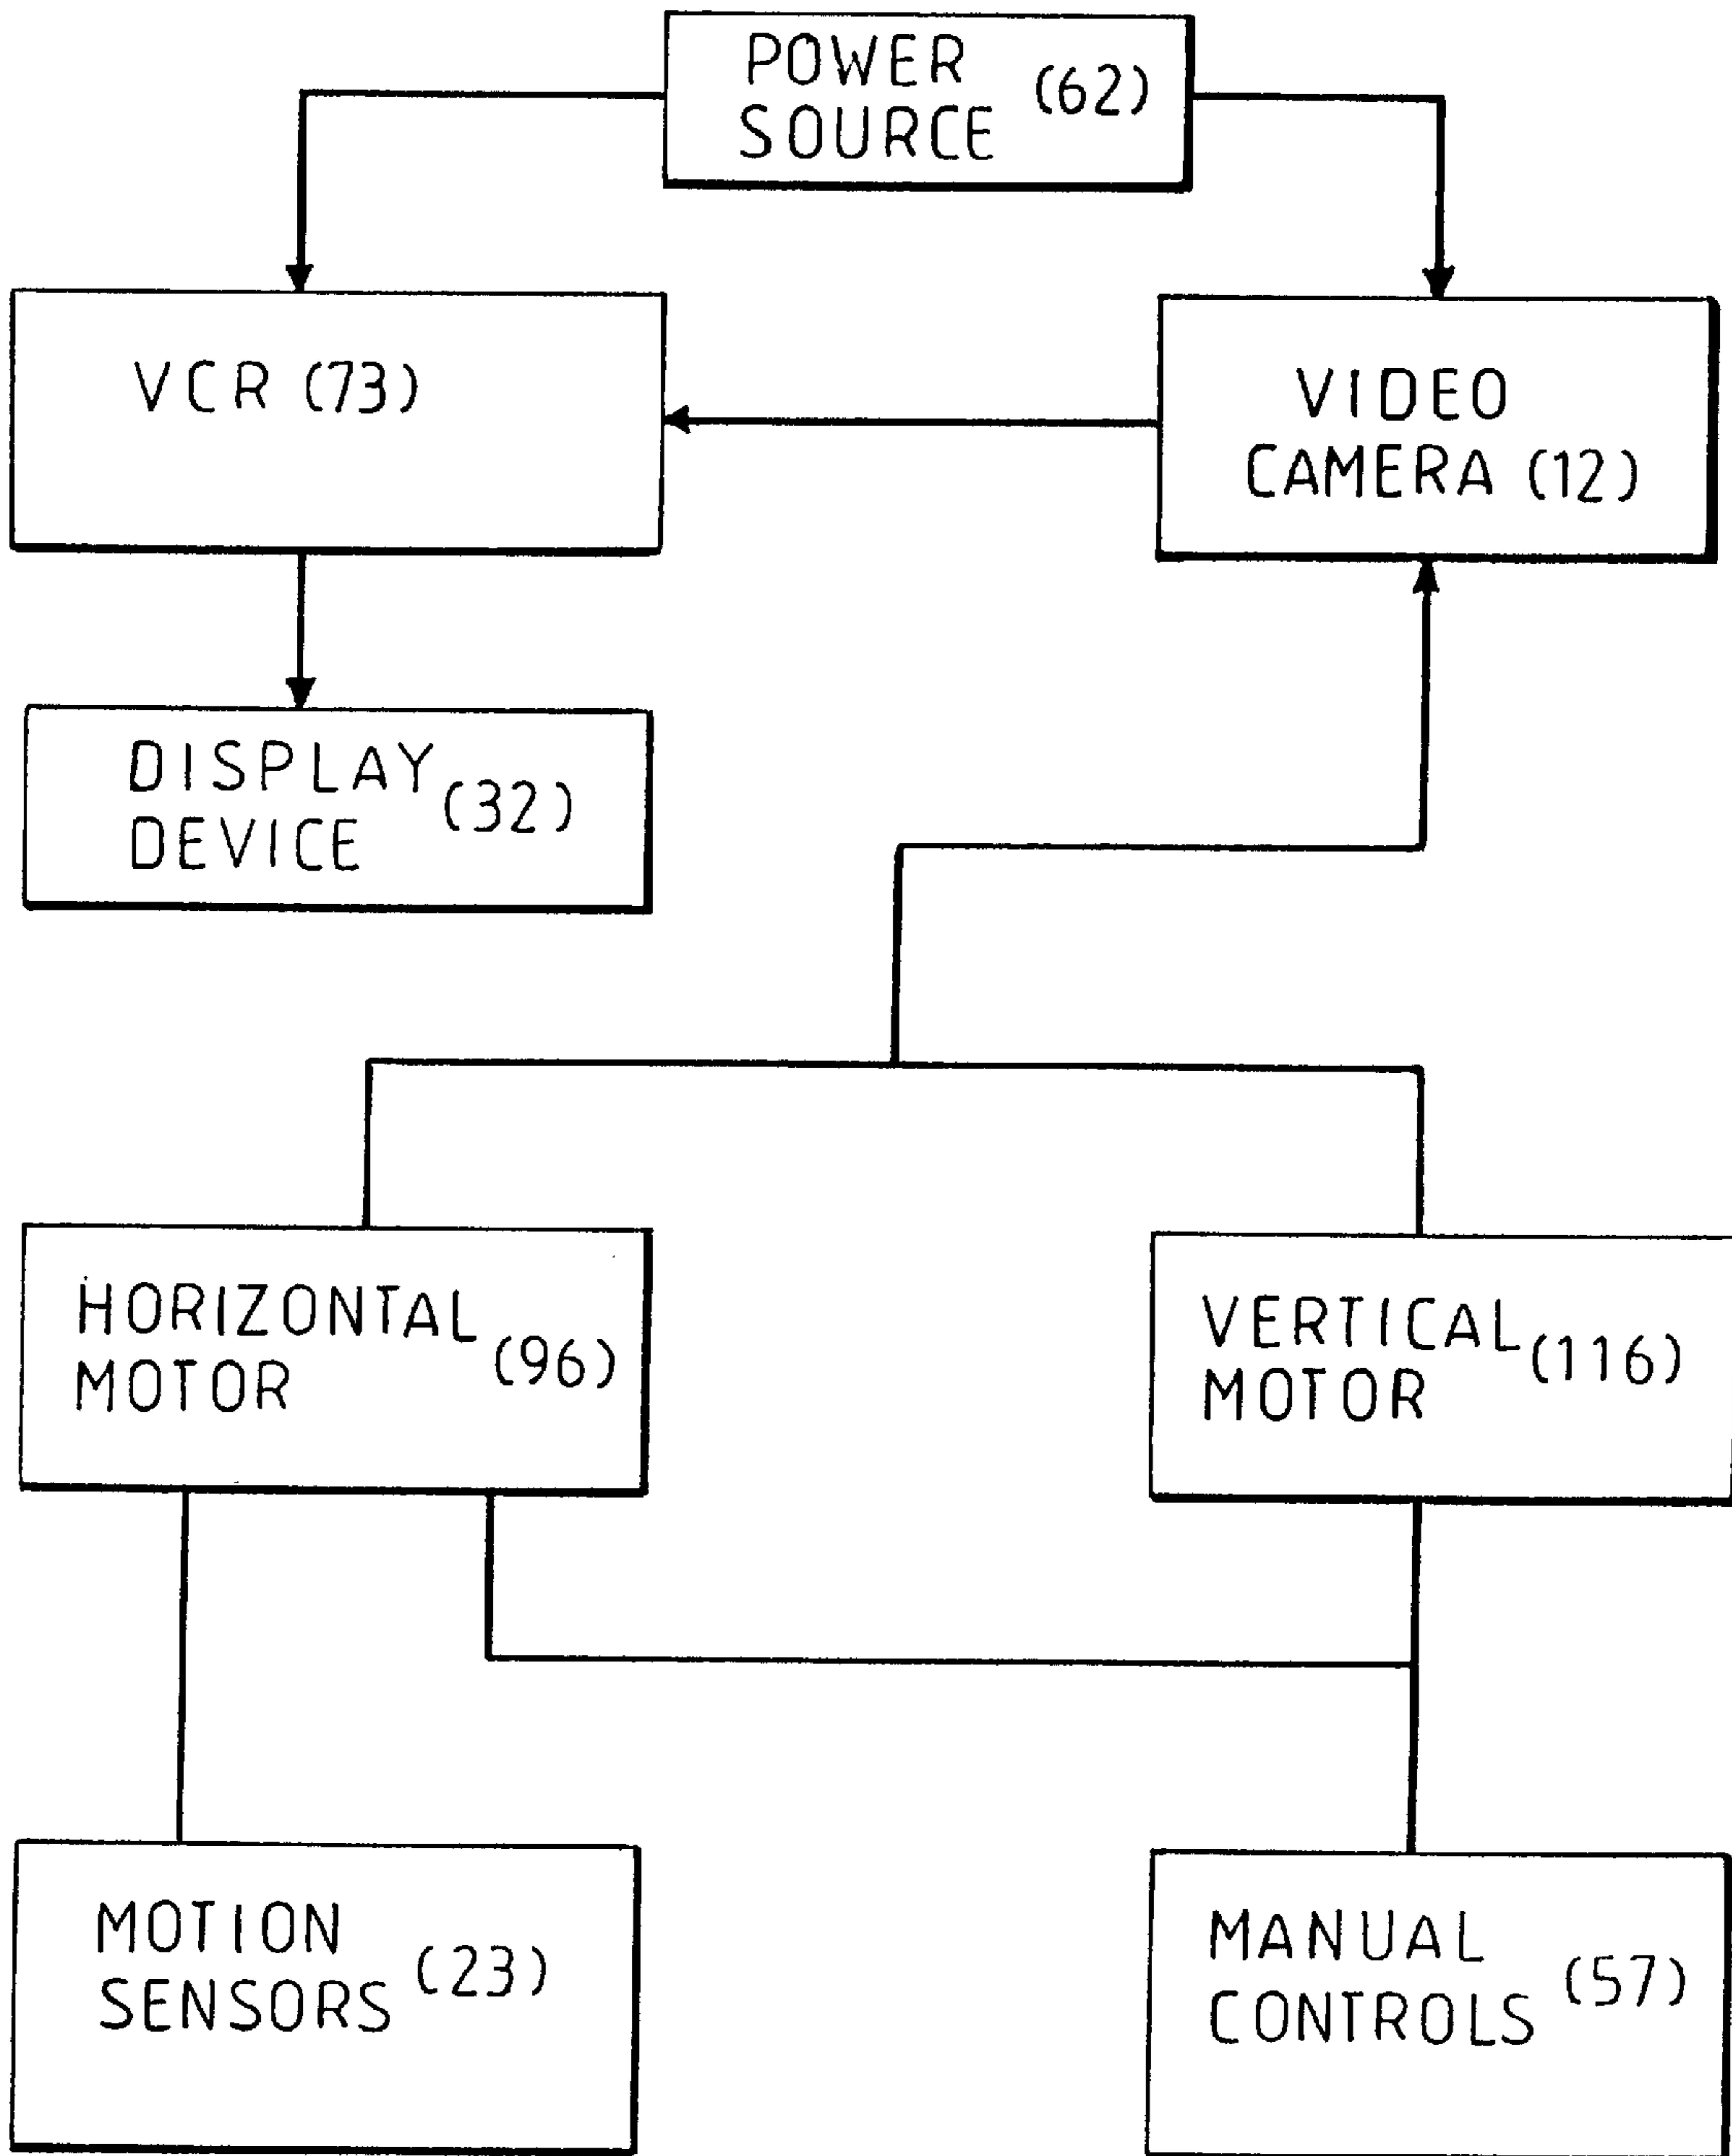 POWER
SOURCE (62)
VCR (73)
VIDEO
CAMERA (12)
DISPLAY
DEVICE (32)
HORIZONTAL
MOTOR (96)
VERTICAL
MOTOR (116)
MOTION
SENSORS (23)
MANUAL
CONTROLS (57)